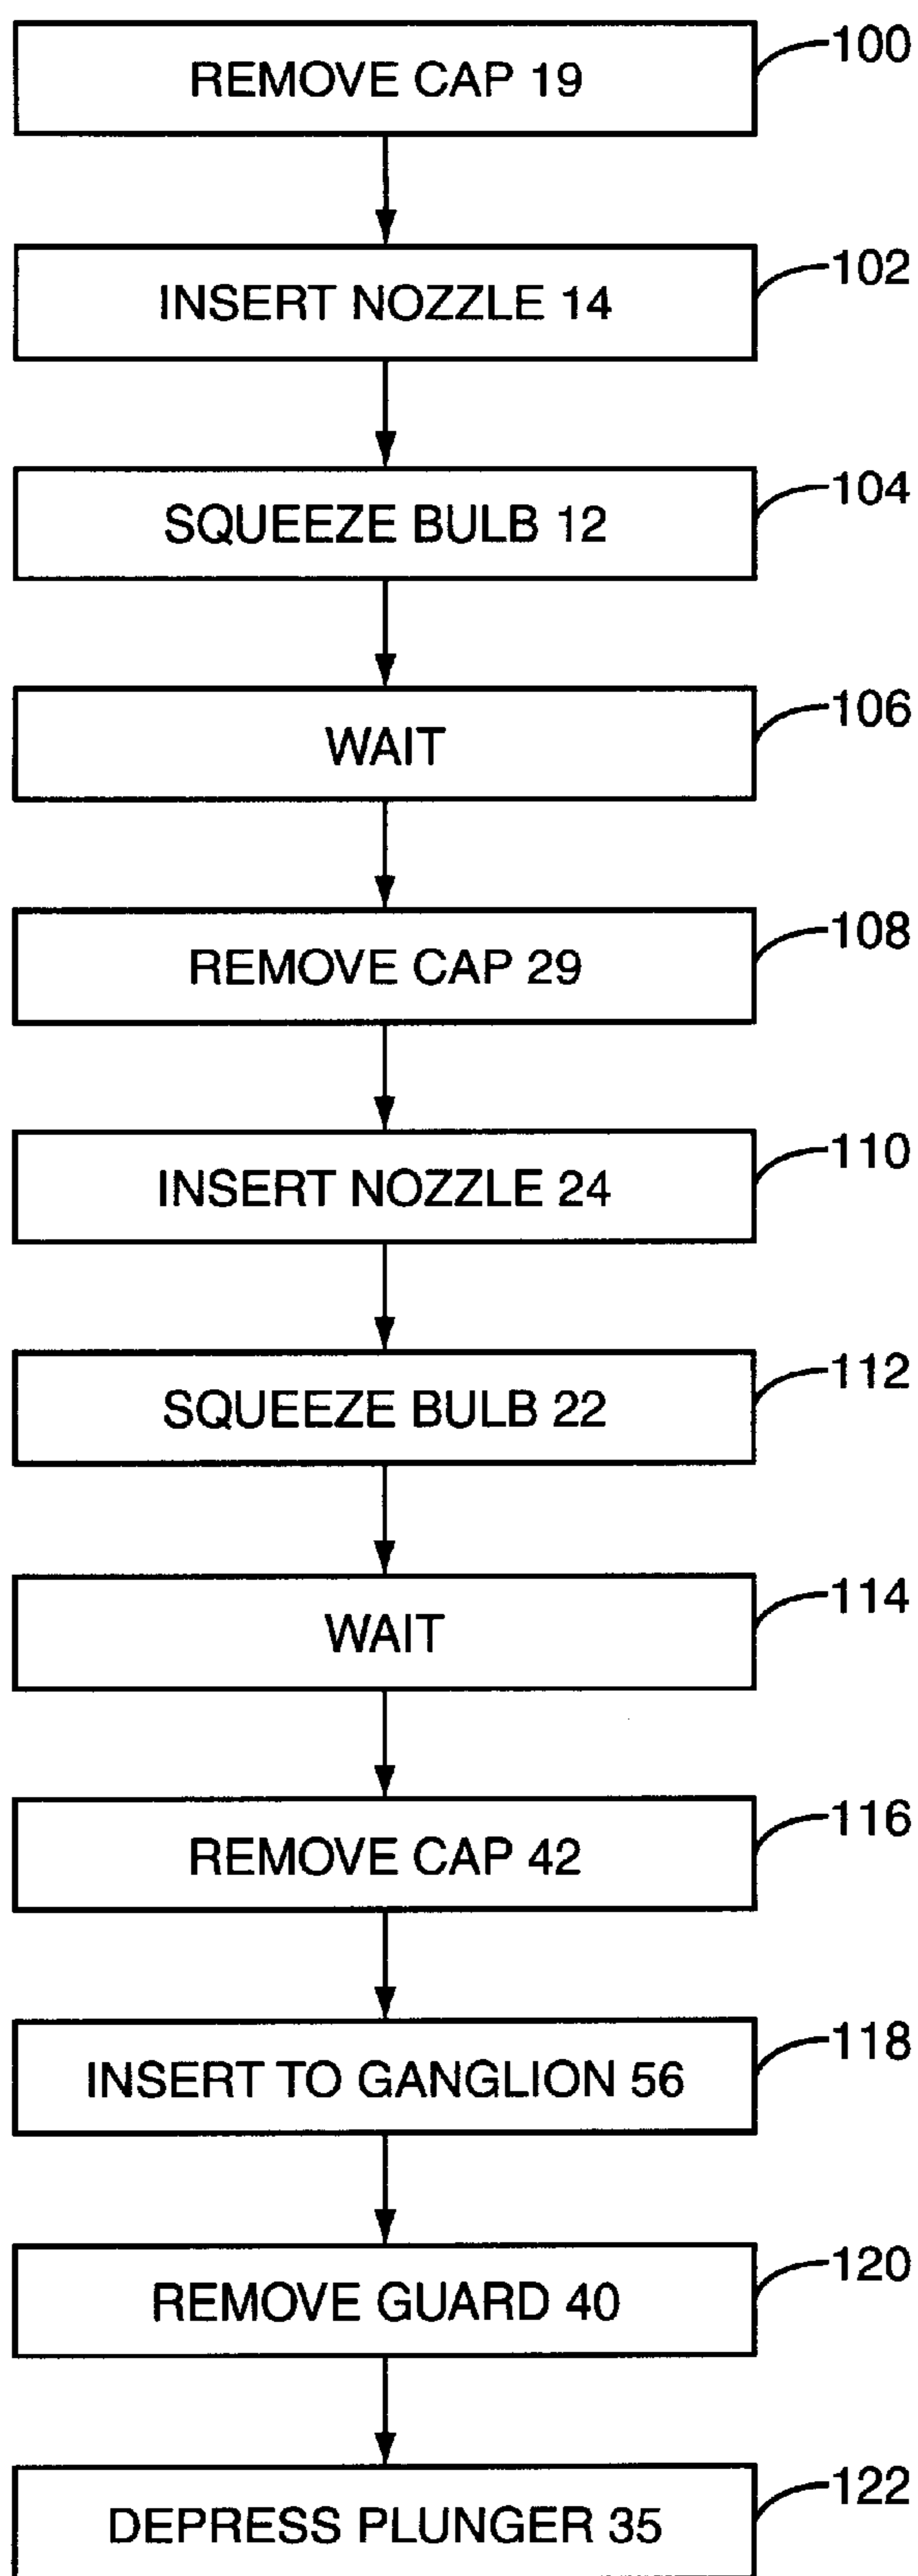 REMOVE CAP 19
100
INSERT NOZZLE 14
102
SQUEEZE BULB 12
104
WAIT
106
REMOVE CAP 29
108
INSERT NOZZLE 24
110
SQUEEZE BULB 22
112
WAIT
114
REMOVE CAP 42
116
INSERT TO GANGLION 56
118
REMOVE GUARD 40
120
DEPRESS PLUNGER 35
122